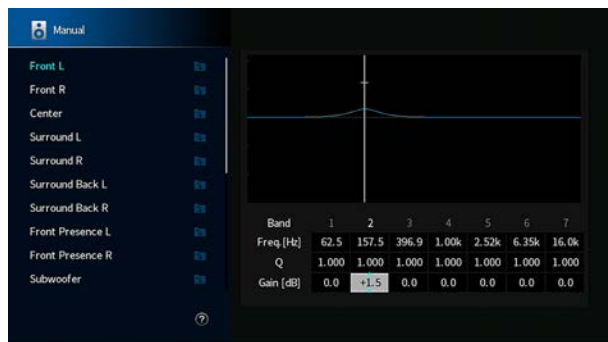 Manual
Front L
Front R
Center
Surround L
Surround R
Surround Back L
Surround Back R
Front Presence L
Front Presence R
Subwoofer
?
Band 1 2 3 4 5 6 7
Freq.[Hz] 62.5 157.5 396.9 1.00k 2.52k 6.35k 16.0k
Q 1.000 1.000 1.000 1.000 1.000 1.000 1.000
Gain [dB] 0.0 +1.5 0.0 0.0 0.0 0.0 0.0